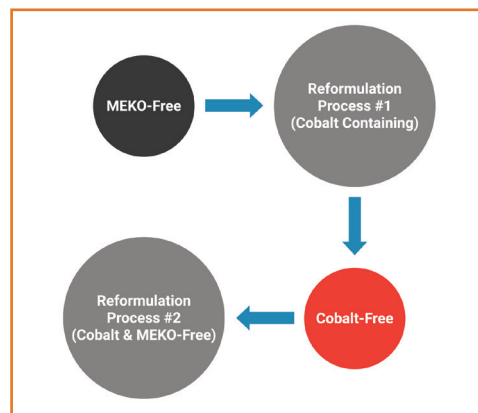 MEKO-Free
Reformulation
Process #1
(Cobalt Containing)
Cobalt-Free
Reformulation
Process #2
(Cobalt & MEKO-Free)